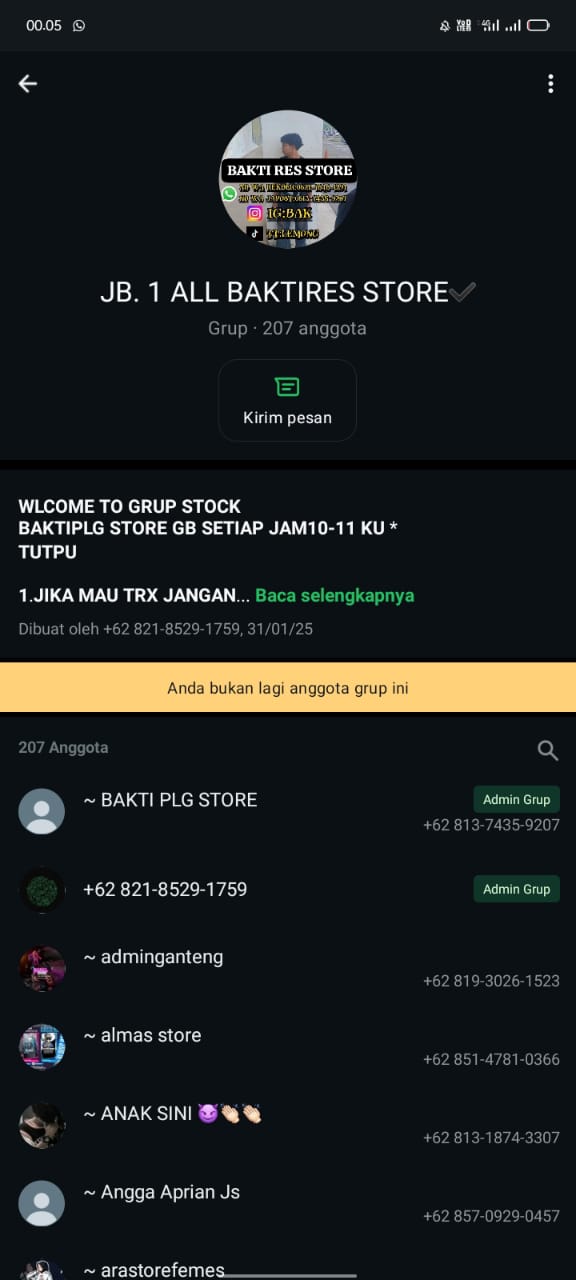 00.05
BAKTI RES STORE
JB. 1 ALL BAKTIRES STORE✔
Grup · 207 anggota
Kirim pesan
WLCOME TO GRUP STOCK
BAKTIPLG STORE GB SETIAP JAM10-11 KU *
TUTPU
1.JIKA MAU TRX JANGAN... Baca selengkapnya
Dibuat oleh +62 821-8529-1759, 31/01/25
Anda bukan lagi anggota grup ini
207 Anggota
~ BAKTI PLG STORE
Admin Grup
+62 813-7435-9207
+62 821-8529-1759
Admin Grup
~ adminganteng
+62 819-3026-1523
~ almas store
+62 851-4781-0366
~ ANAK SINI 😈👏🏻👏🏻
+62 813-1874-3307
~ Angga Aprian Js
+62 857-0929-0457
~ arastorefemes